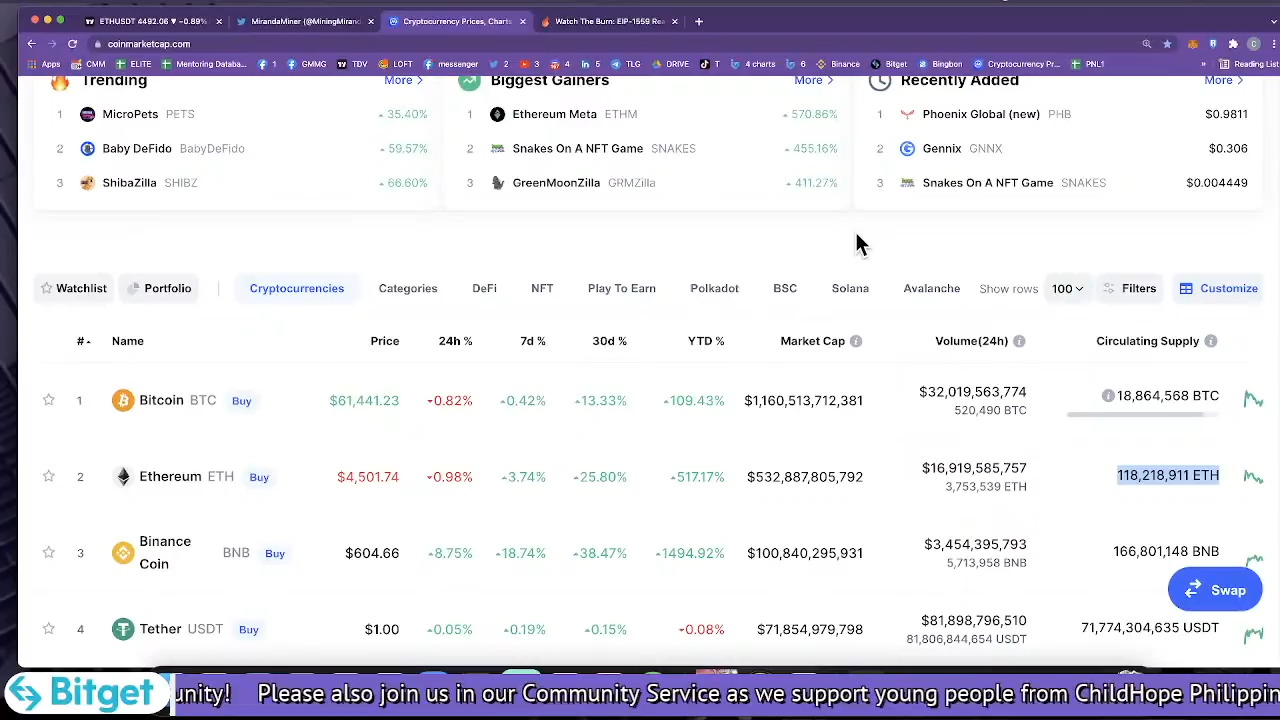 ETHUSDT 4492.06 ▼ −0.89%
MirandaMiner (@MiningMirand
Cryptocurrency Prices, Charts
Watch The Burn: EIP-1559 Rea
coinmarketcap.com
Apps CMM ELITE Mentoring Databa... 1 GMMG TDV LOFT messenger 2 3 4 5 TLG DRIVE T 4 charts 6 Binance Bitget Bingbon Cryptocurrency Pr... PNL1 » Reading List
Trending More >
Biggest Gainers More >
Recently Added More >
1 MicroPets PETS 35.40%
2 Baby DeFido BabyDeFido 59.57%
3 ShibaZilla SHIBZ 66.60%
1 Ethereum Meta ETHM 570.86%
2 Snakes On A NFT Game SNAKES 455.16%
3 GreenMoonZilla GRMZilla 411.27%
1 Phoenix Global (new) PHB $0.9811
2 Gennix GNNX $0.306
3 Snakes On A NFT Game SNAKES $0.004449
Watchlist Portfolio Cryptocurrencies Categories DeFi NFT Play To Earn Polkadot BSC Solana Avalanche Show rows 100 Filters Customize
# Name Price 24h % 7d % 30d % YTD % Market Cap Volume(24h) Circulating Supply
1 Bitcoin BTC Buy $61,441.23 0.82% 0.42% 13.33% 109.43% $1,160,513,712,381 $32,019,563,774 18,864,568 BTC
520,490 BTC
2 Ethereum ETH Buy $4,501.74 0.98% 3.74% 25.80% 517.17% $532,887,805,792 $16,919,585,757 118,218,911 ETH
3,753,539 ETH
3 Binance Coin BNB Buy $604.66 8.75% 18.74% 38.47% 1494.92% $100,840,295,931 $3,454,395,793 166,801,148 BNB
5,713,958 BNB
4 Tether USDT Buy $1.00 0.05% 0.19% 0.15% 0.08% $71,854,979,798 $81,898,796,510 71,774,304,635 USDT
81,806,844,654 USDT
Swap
Bitget
unity! Please also join us in our Community Service as we support young people from ChildHope Philippin